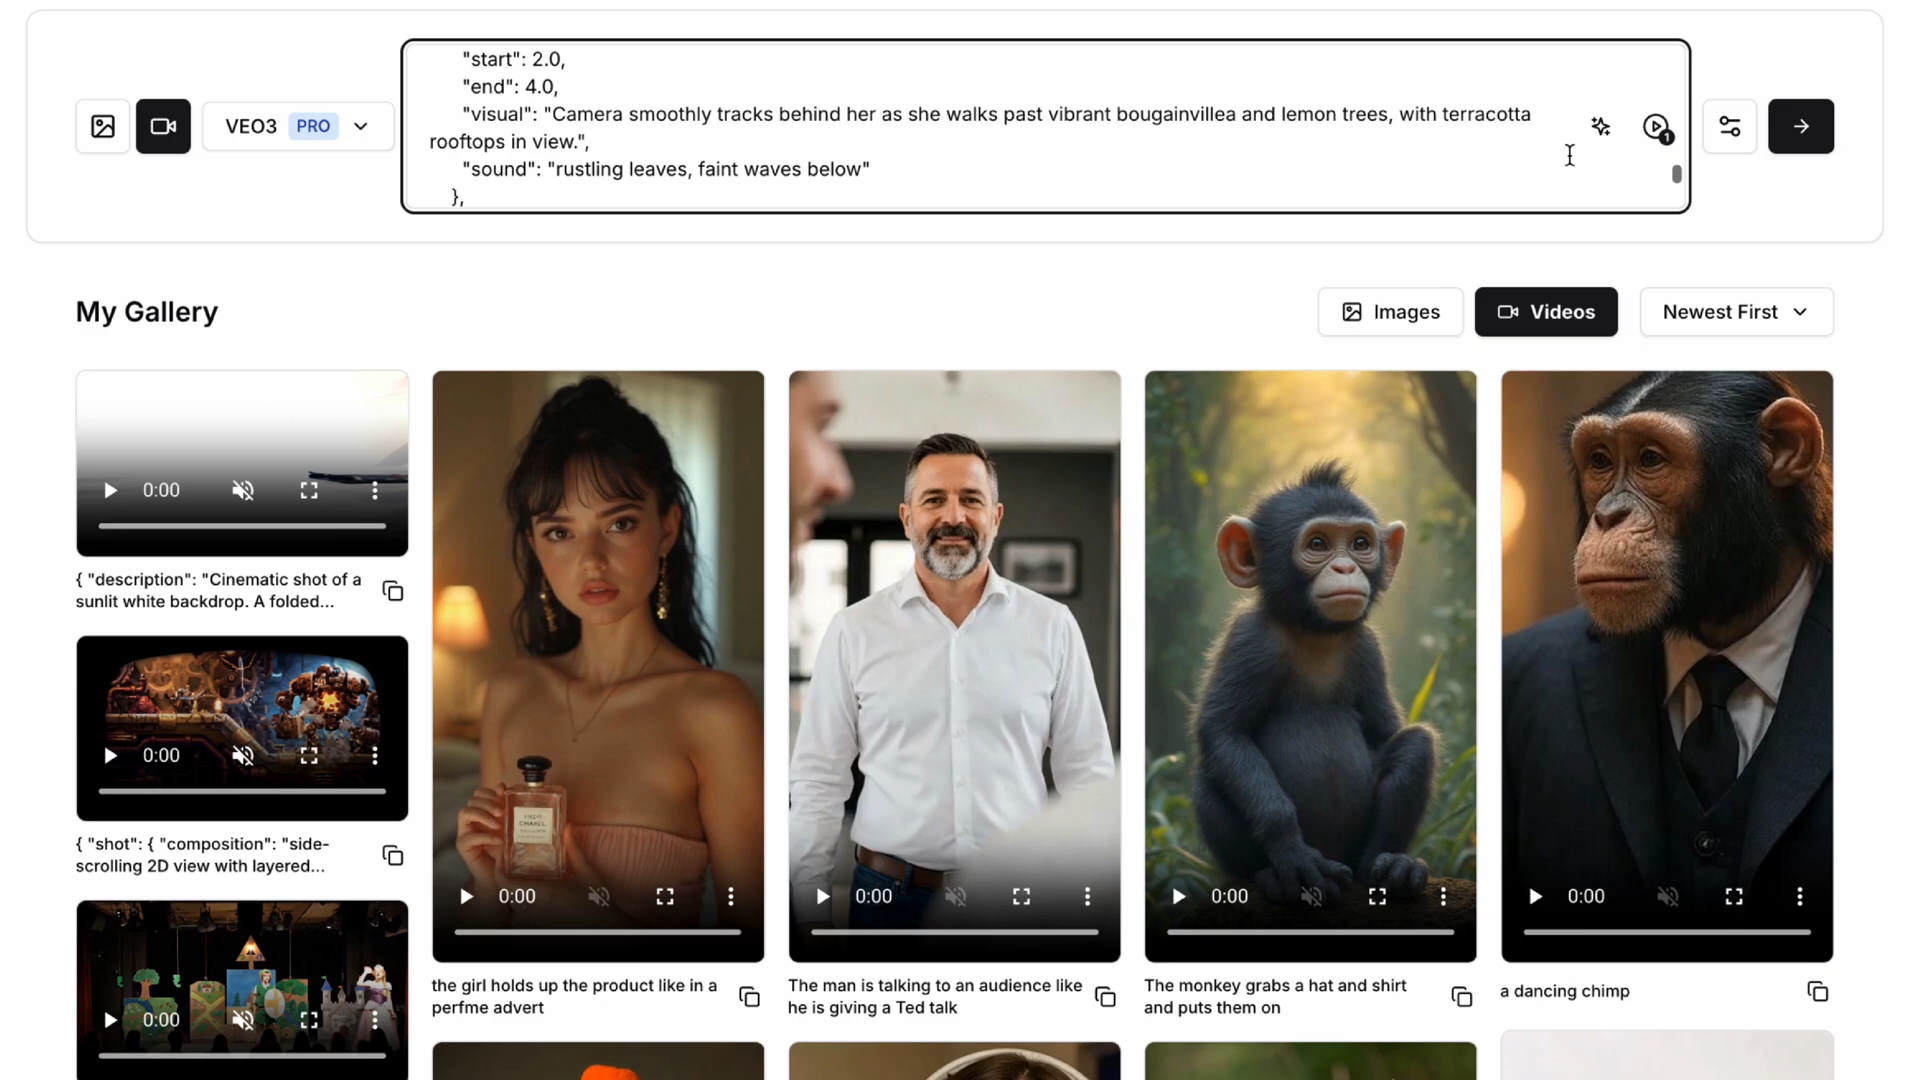 "start": 2.0,
"end": 4.0,
"visual": "Camera smoothly tracks behind her as she walks past vibrant bougainvillea and lemon trees, with terracotta
rooftops in view.",
"sound": "rustling leaves, faint waves below"
},
VEO3 PRO
1
My Gallery
Images
Videos
Newest First
0:00
{ "description": "Cinematic shot of a
sunlit white backdrop. A folded...
0:00
{ "shot": { "composition": "side-
scrolling 2D view with layered...
0:00
CHANEL
0:00
the girl holds up the product like in a
perfme advert
0:00
The man is talking to an audience like
he is giving a Ted talk
0:00
The monkey grabs a hat and shirt
and puts them on
0:00
a dancing chimp